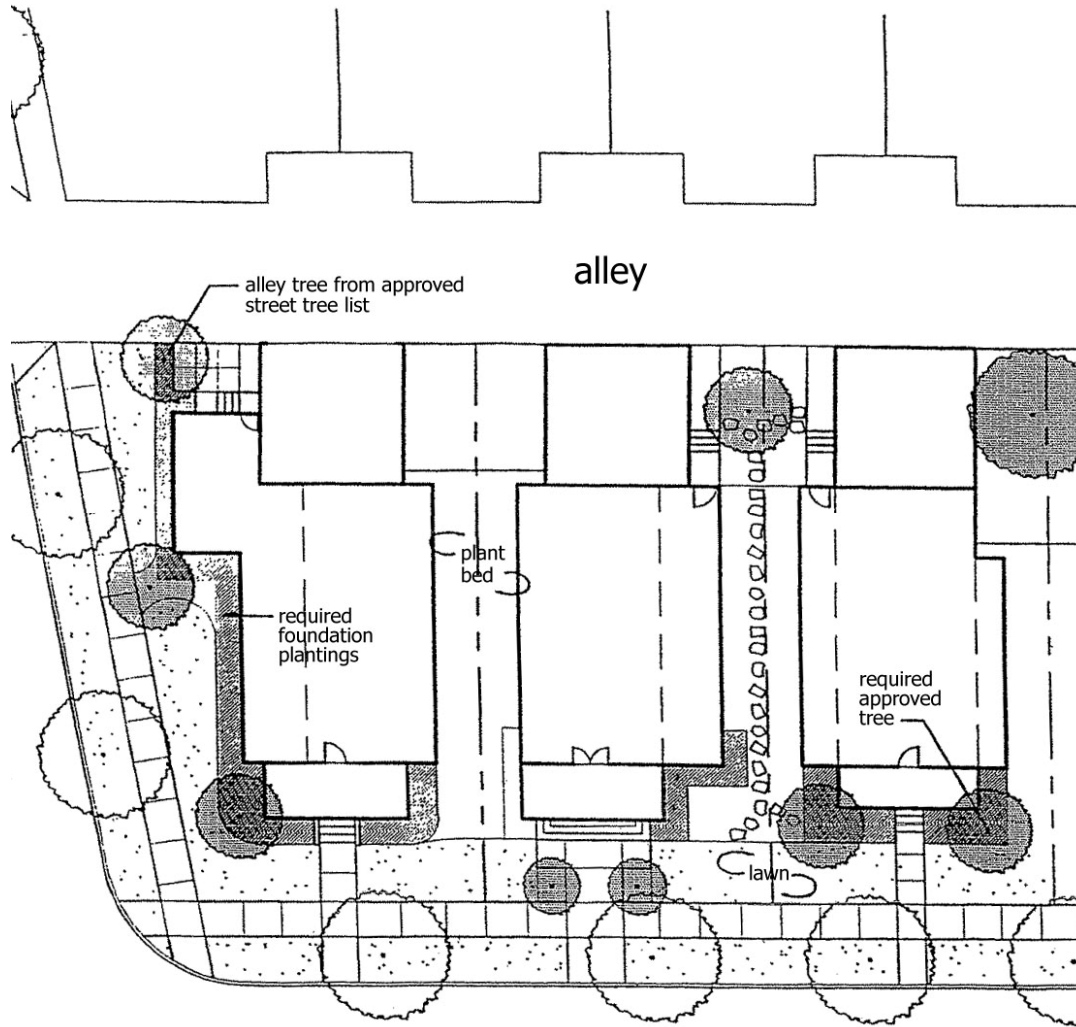 alley
alley tree from approved
street tree list
plant
bed
required
foundation
plantings
required
approved
tree
lawn